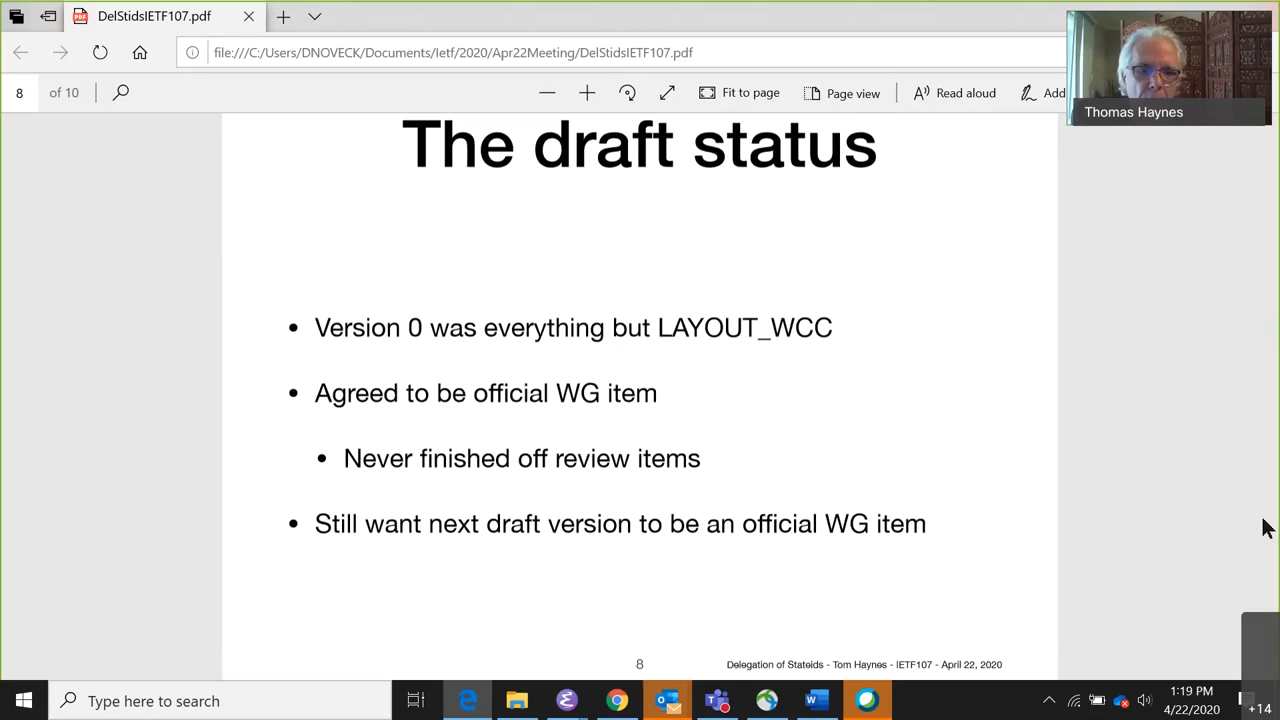 DelStidsIETF107.pdf
file:///C:/Users/DNOVECK/Documents/Ietf/2020/Apr22Meeting/DelStidsIETF107.pdf
8 of 10
Fit to page
Page view
Read aloud
Add
Thomas Haynes
The draft status
• Version 0 was everything but LAYOUT_WCC
• Agreed to be official WG item
• Never finished off review items
• Still want next draft version to be an official WG item
8
Delegation of Stateids - Tom Haynes - IETF107 - April 22, 2020
Type here to search
1:19 PM
4/22/2020
+14